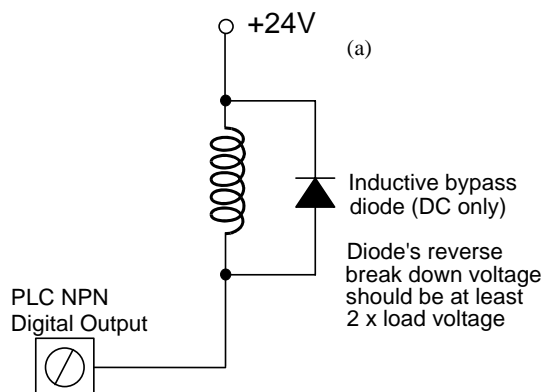 +24V
(a)
Inductive bypass
diode (DC only)
Diode's reverse
break down voltage
should be at least
2 x load voltage
PLC NPN
Digital Output